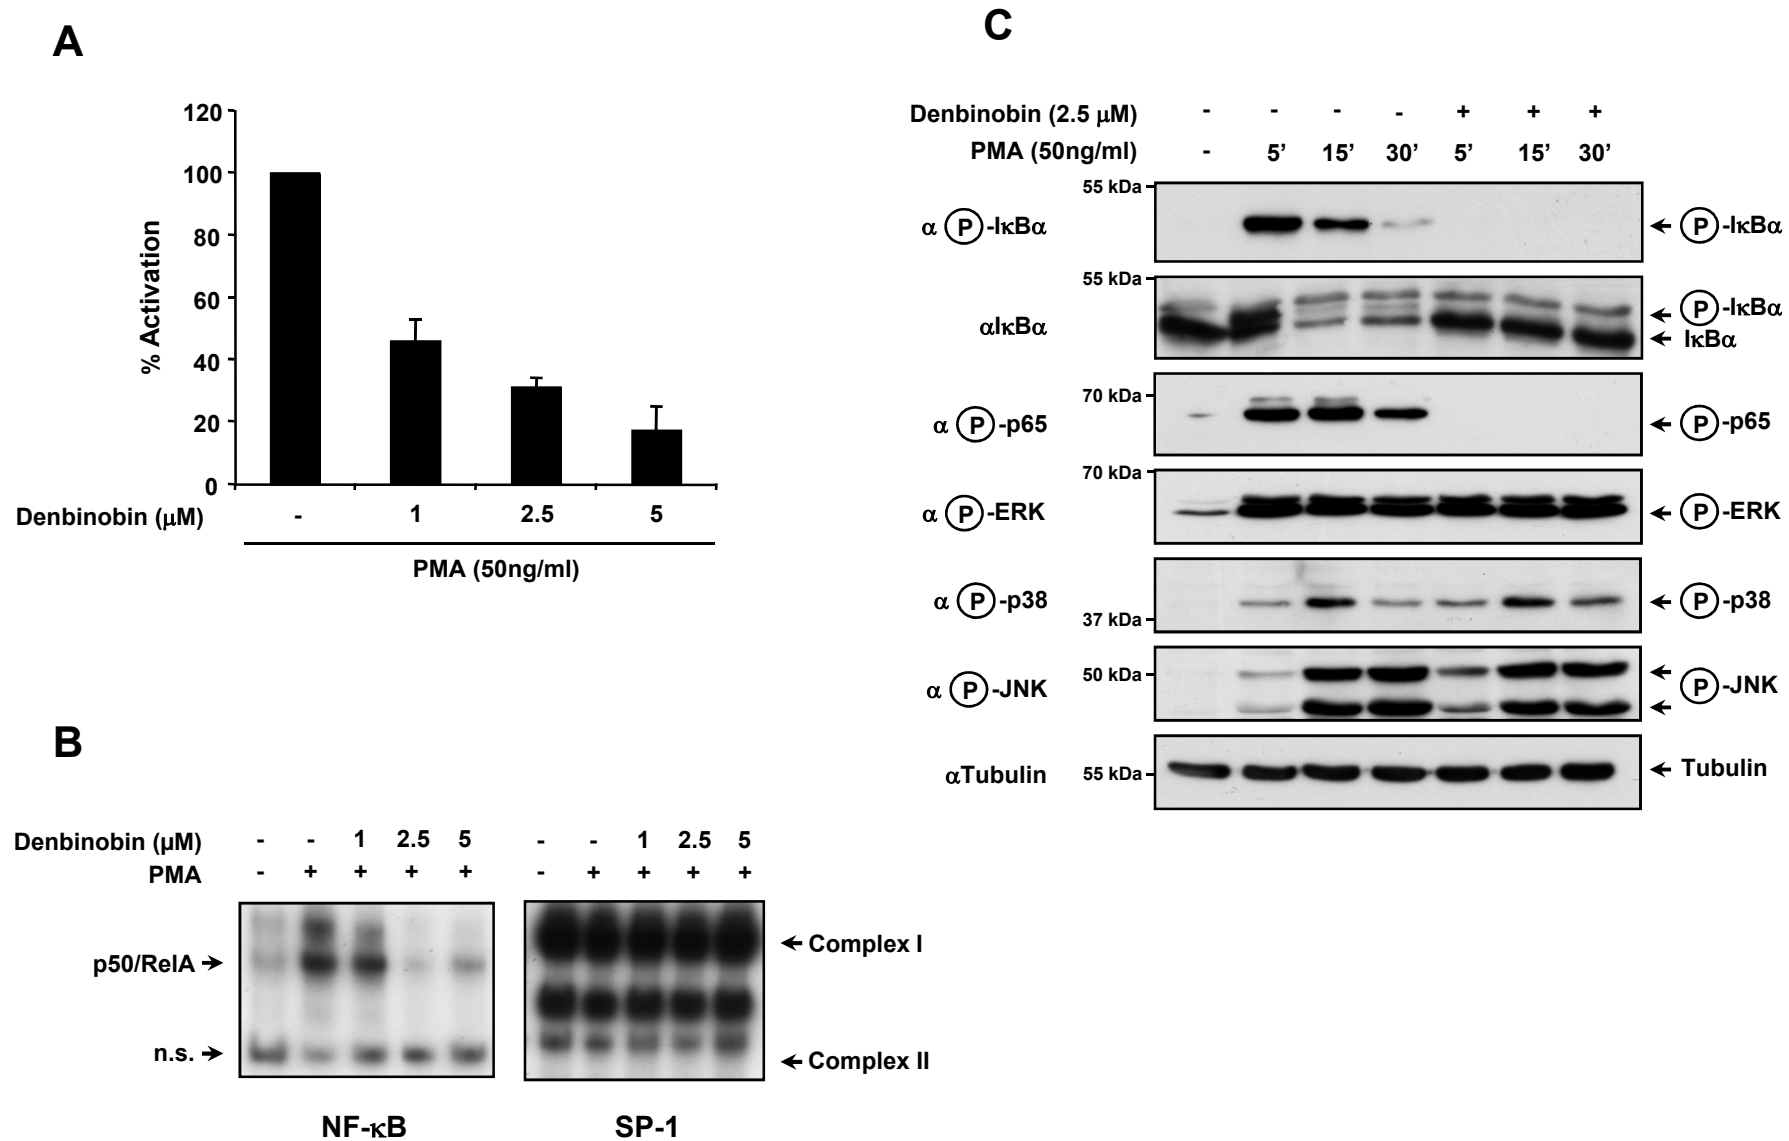 A
120
100
80
60
40
20
0
% Activation
Denbinobin (μM) - 1 2.5 5
PMA (50ng/ml)
B
Denbinobin (μM) - - 1 2.5 5 - - 1 2.5 5
PMA - + + + + - + + + +
p50/RelA
n.s.
Complex I
Complex II
NF-κB SP-1
C
Denbinobin (2.5 μM) - - - - + + +
PMA (50ng/ml) - 5’ 15’ 30’ 5’ 15’ 30’
55 kDa
α P-IκBα P-IκBα
55 kDa
αIκBα P-IκBα
IκBα
70 kDa
α P-p65 P-p65
70 kDa
α P-ERK P-ERK
α P-p38 P-p38
37 kDa
50 kDa
α P-JNK P-JNK
αTubulin 55 kDa Tubulin